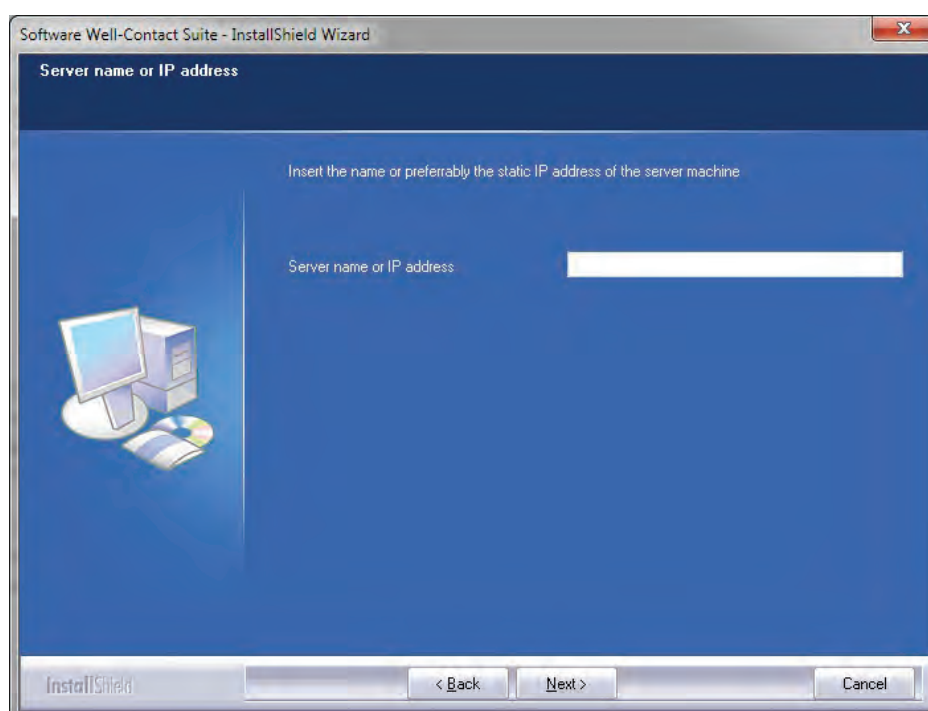 Software Well-Contact Suite - InstallShield Wizard
Server name or IP address
Insert the name or preferrably the static IP address of the server machine
Server name or IP address
InstallShield
< Back
Next >
Cancel